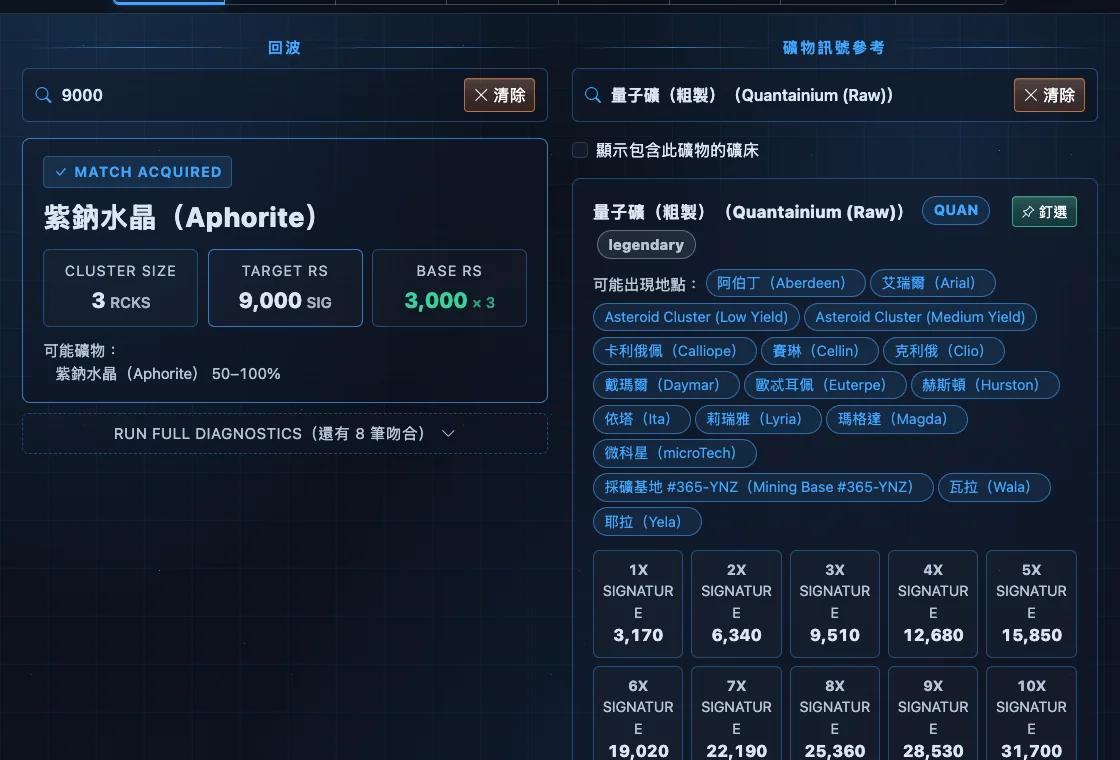 回波
9000
清除
MATCH ACQUIRED
紫鈉水晶（Aphorite）
CLUSTER SIZE
3 RCKS
TARGET RS
9,000 SIG
BASE RS
3,000 × 3
可能礦物：
紫鈉水晶（Aphorite） 50–100%
RUN FULL DIAGNOSTICS（還有 8 筆吻合）
礦物訊號參考
量子礦（粗製）（Quantainium (Raw)）
清除
顯示包含此礦物的礦床
量子礦（粗製）（Quantainium (Raw)） QUAN 釘選
legendary
可能出現地點： 阿伯丁（Aberdeen） 艾瑞爾（Arial）
Asteroid Cluster (Low Yield) Asteroid Cluster (Medium Yield)
卡利俄佩（Calliope） 賽琳（Cellin） 克利俄（Clio）
戴瑪爾（Daymar） 歐忒耳佩（Euterpe） 赫斯頓（Hurston）
依塔（Ita） 莉瑞雅（Lyria） 瑪格達（Magda）
微科星（microTech）
採礦基地 #365-YNZ（Mining Base #365-YNZ） 瓦拉（Wala）
耶拉（Yela）
1X SIGNATURE 3,170
2X SIGNATURE 6,340
3X SIGNATURE 9,510
4X SIGNATURE 12,680
5X SIGNATURE 15,850
6X SIGNATURE 19,020
7X SIGNATURE 22,190
8X SIGNATURE 25,360
9X SIGNATURE 28,530
10X SIGNATURE 31,700